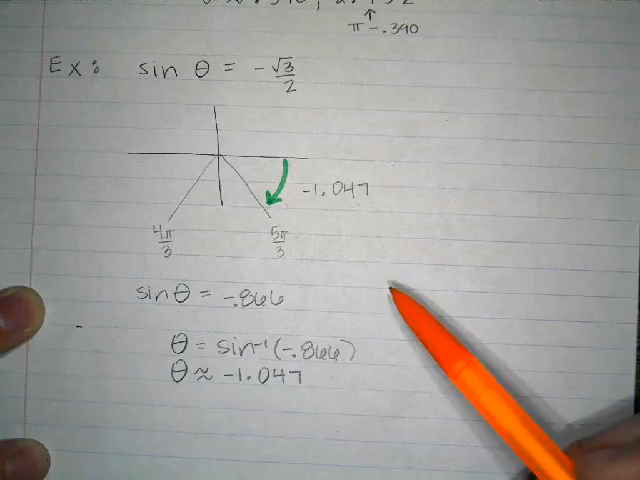 π - .390
Ex: sin θ = -√3/2
-1.047
4π/3 5π/3
sin θ = -.866
θ = sin⁻¹(-.866)
θ ≈ -1.047